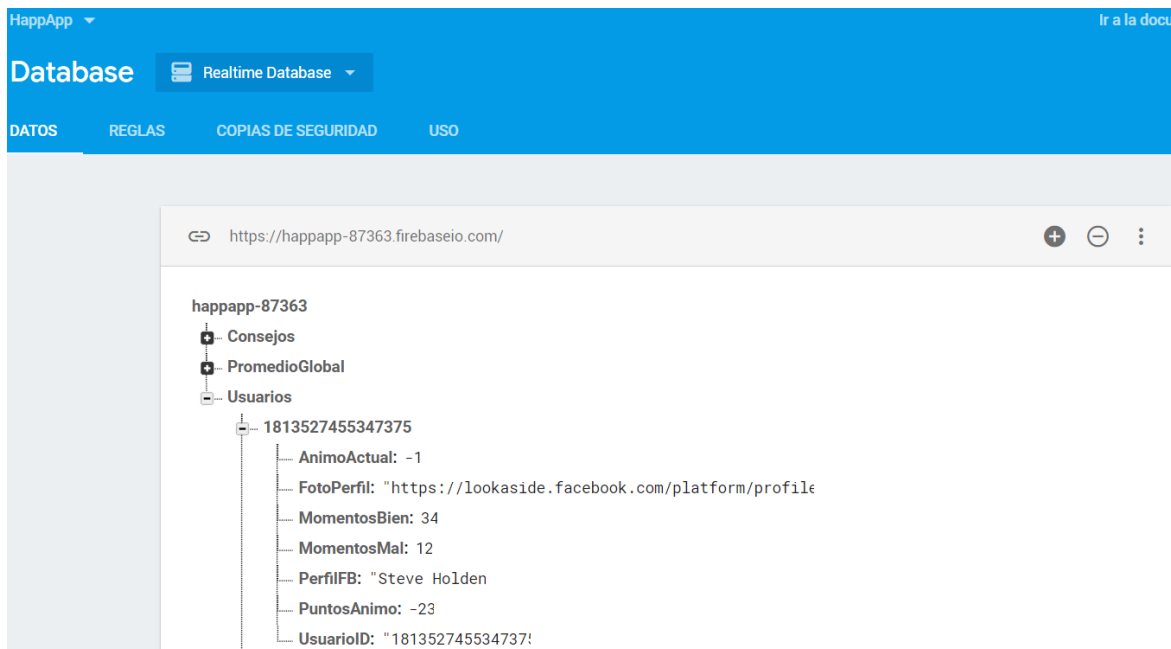 HappApp
Ir a la docu
Database
Realtime Database
DATOS REGLAS COPIAS DE SEGURIDAD USO
https://happapp-87363.firebaseio.com/
happapp-87363
Consejos
PromedioGlobal
Usuarios
1813527455347375
AnimoActual: -1
FotoPerfil: "https://lookaside.facebook.com/platform/profile
MomentosBien: 34
MomentosMal: 12
PerfilFB: "Steve Holden
PuntosAnimo: -23
UsuarioID: "181352745534737